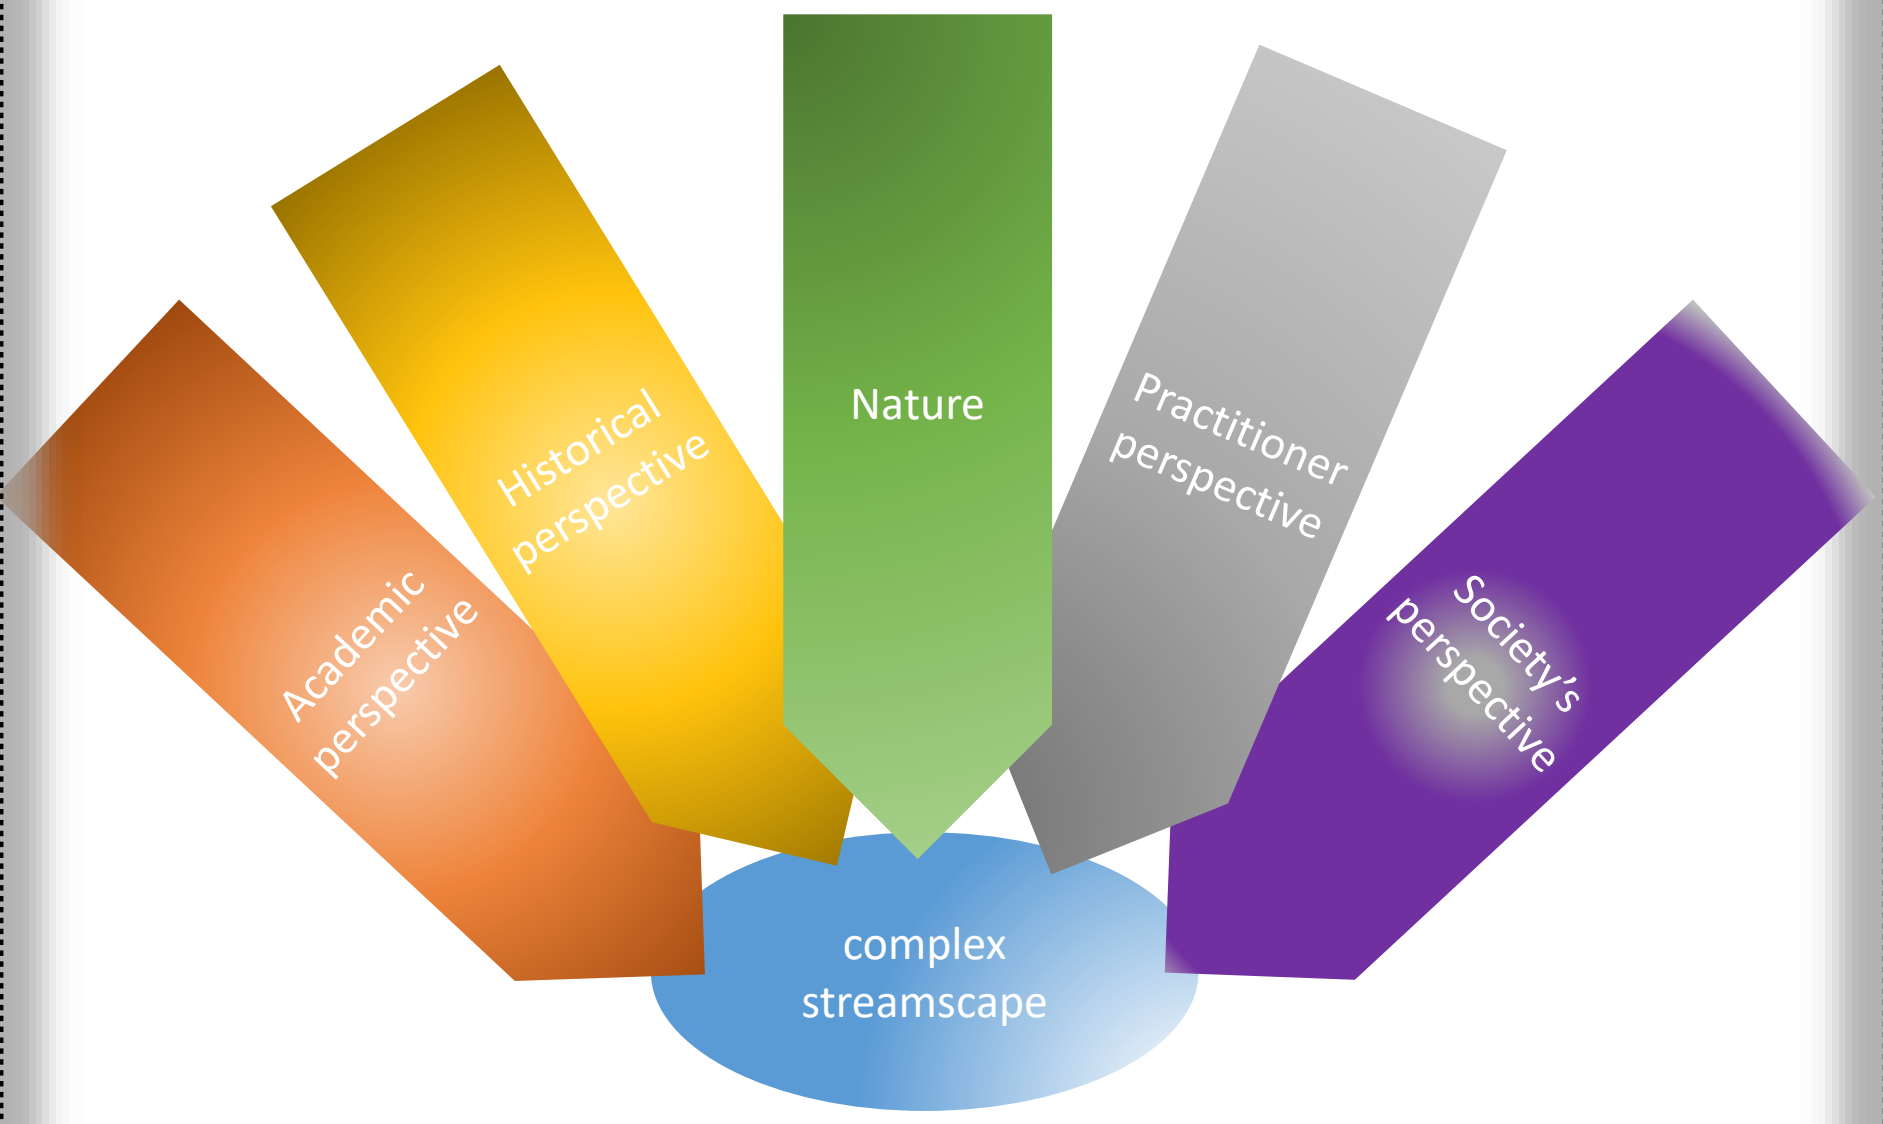 Academic
perspective
Historical
perspective
Nature
Practitioner
perspective
Society’s
perspective
complex
streamscape